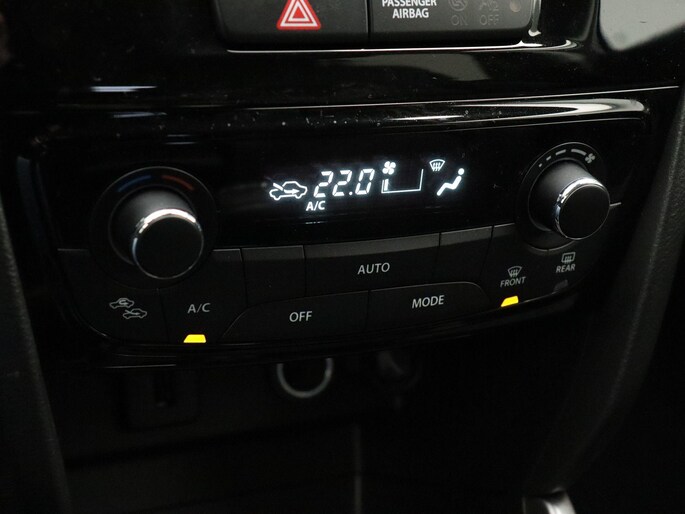 PASSENGER
AIRBAG
ON
OFF
22.0
A/C
AUTO
FRONT
REAR
A/C
OFF
MODE